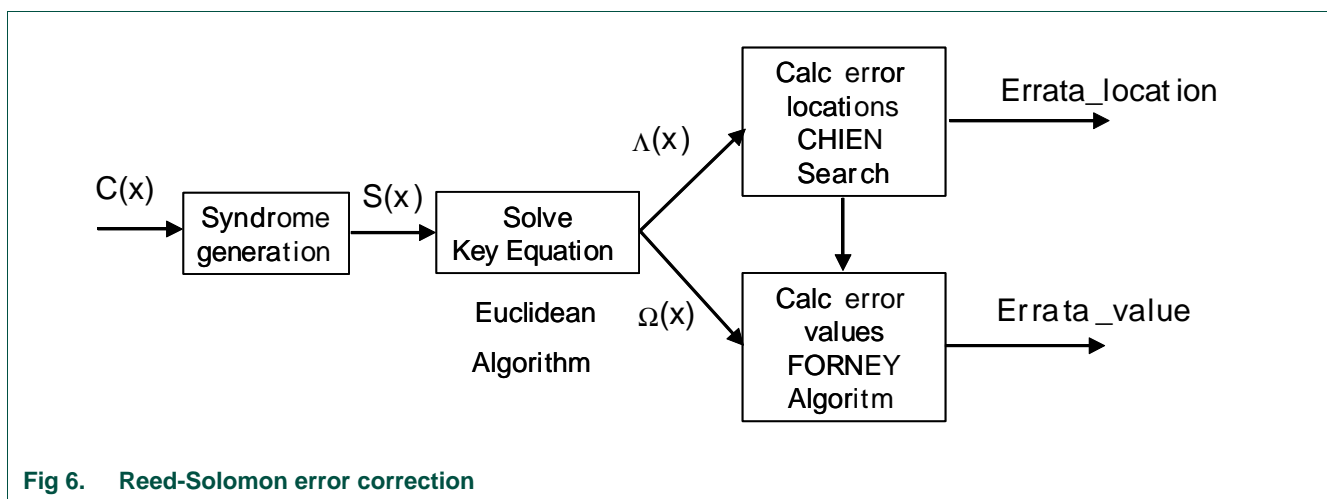 C(x)
Syndrome
generation
S(x)
Solve
Key Equation
Euclidean
Algorithm
Λ(x)
Ω(x)
Calc error
locations
CHIEN
Search
Errata_location
Calc error
values
FORNEY
Algoritm
Errata_value
Fig 6. Reed-Solomon error correction